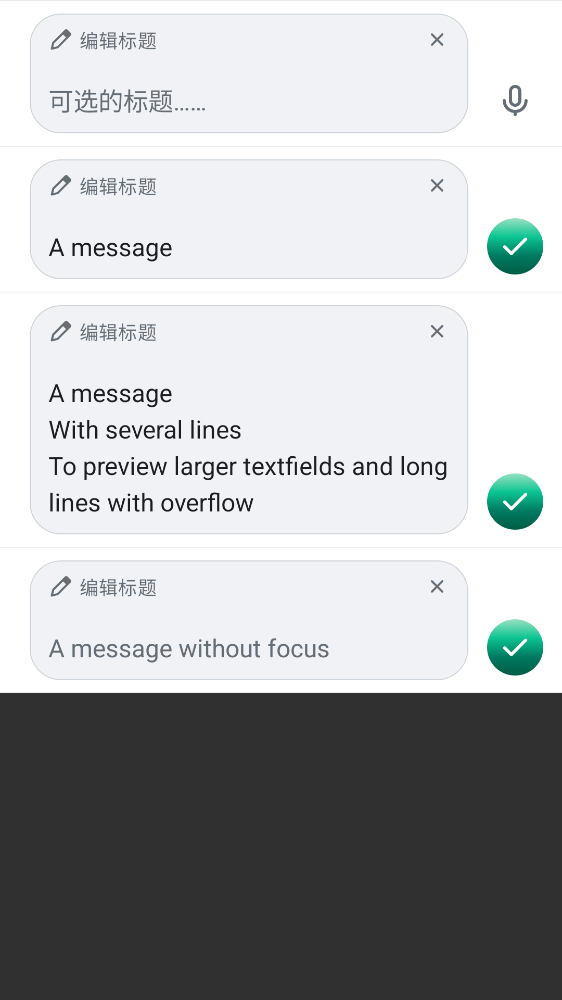 编辑标题
可选的标题……
编辑标题
A message
编辑标题
A message
With several lines
To preview larger textfields and long
lines with overflow
编辑标题
A message without focus